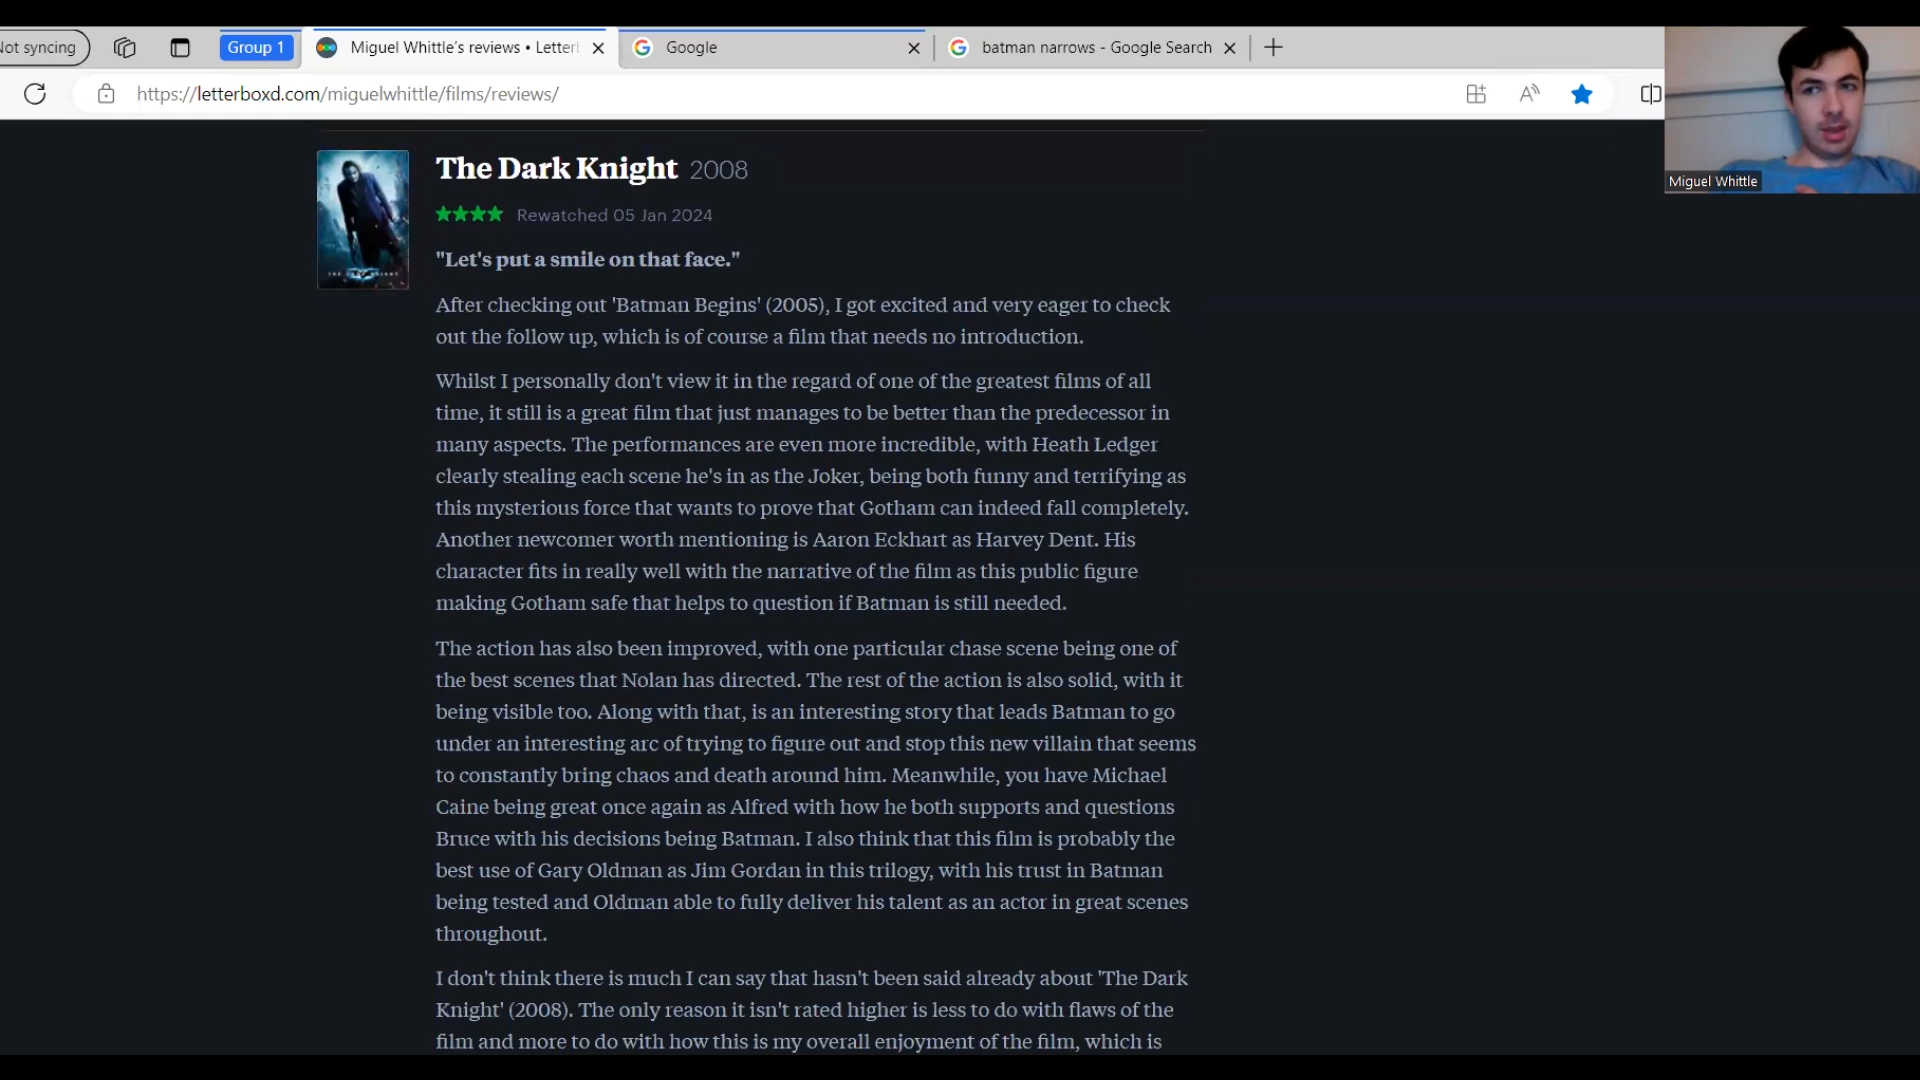 Not syncing
Group 1
Miguel Whittle's reviews • Letter
Google
batman narrows - Google Search
https://letterboxd.com/miguelwhittle/films/reviews/
Miguel Whittle
The Dark Knight 2008
★★★★ Rewatched 05 Jan 2024
"Let's put a smile on that face."
After checking out 'Batman Begins' (2005), I got excited and very eager to check
out the follow up, which is of course a film that needs no introduction.
Whilst I personally don't view it in the regard of one of the greatest films of all
time, it still is a great film that just manages to be better than the predecessor in
many aspects. The performances are even more incredible, with Heath Ledger
clearly stealing each scene he's in as the Joker, being both funny and terrifying as
this mysterious force that wants to prove that Gotham can indeed fall completely.
Another newcomer worth mentioning is Aaron Eckhart as Harvey Dent. His
character fits in really well with the narrative of the film as this public figure
making Gotham safe that helps to question if Batman is still needed.
The action has also been improved, with one particular chase scene being one of
the best scenes that Nolan has directed. The rest of the action is also solid, with it
being visible too. Along with that, is an interesting story that leads Batman to go
under an interesting arc of trying to figure out and stop this new villain that seems
to constantly bring chaos and death around him. Meanwhile, you have Michael
Caine being great once again as Alfred with how he both supports and questions
Bruce with his decisions being Batman. I also think that this film is probably the
best use of Gary Oldman as Jim Gordan in this trilogy, with his trust in Batman
being tested and Oldman able to fully deliver his talent as an actor in great scenes
throughout.
I don't think there is much I can say that hasn't been said already about 'The Dark
Knight' (2008). The only reason it isn't rated higher is less to do with flaws of the
film and more to do with how this is my overall enjoyment of the film, which is